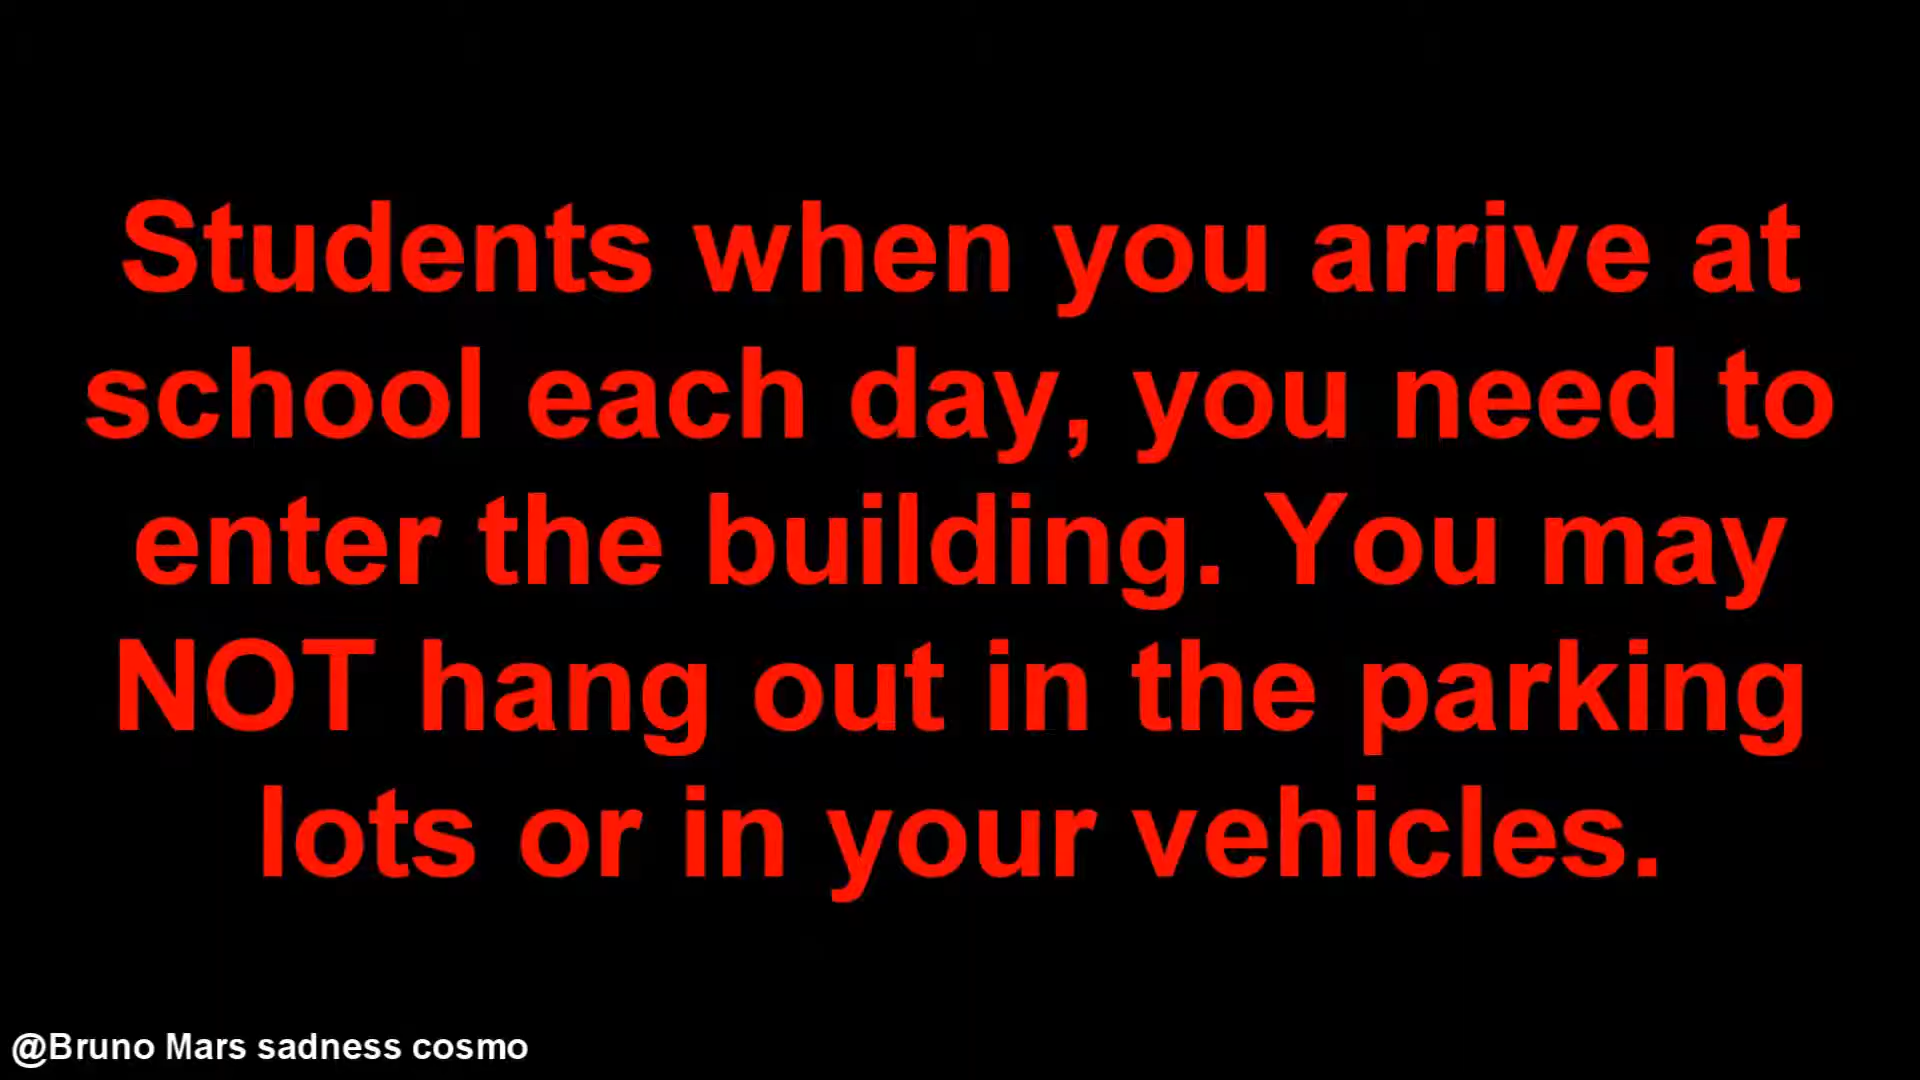 Students when you arrive at
school each day, you need to
enter the building. You may
NOT hang out in the parking
lots or in your vehicles.
@Bruno Mars sadness cosmo